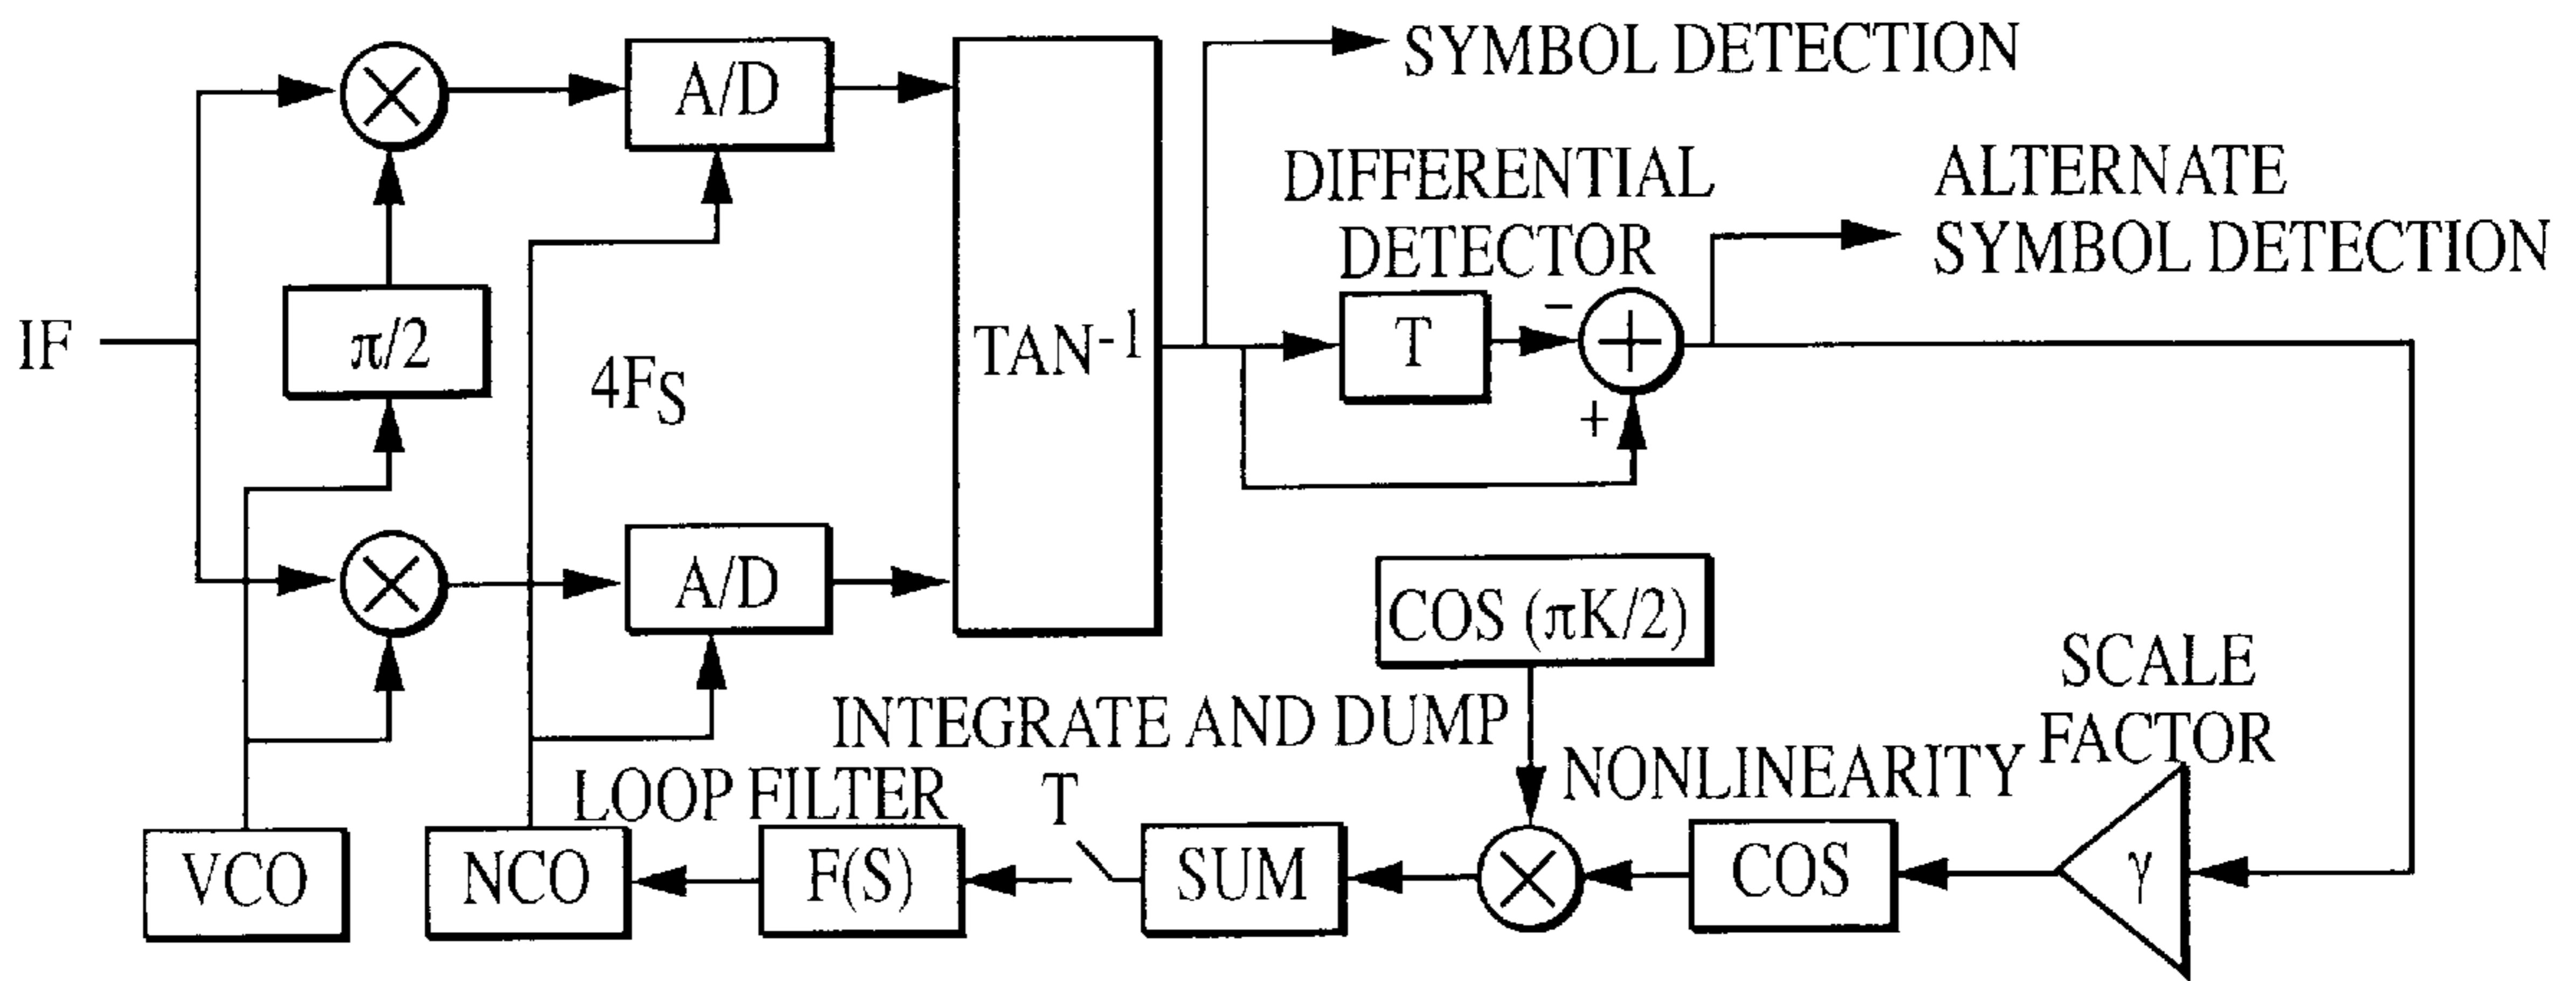 SYMBOL DETECTION
A/D
DIFFERENTIAL
DETECTOR
ALTERNATE
SYMBOL DETECTION
IF
π/2
4FS
TAN-1
T
−
+
A/D
COS (πK/2)
SCALE
FACTOR
INTEGRATE AND DUMP
NONLINEARITY
LOOP FILTER
T
VCO
NCO
F(S)
SUM
COS
γ